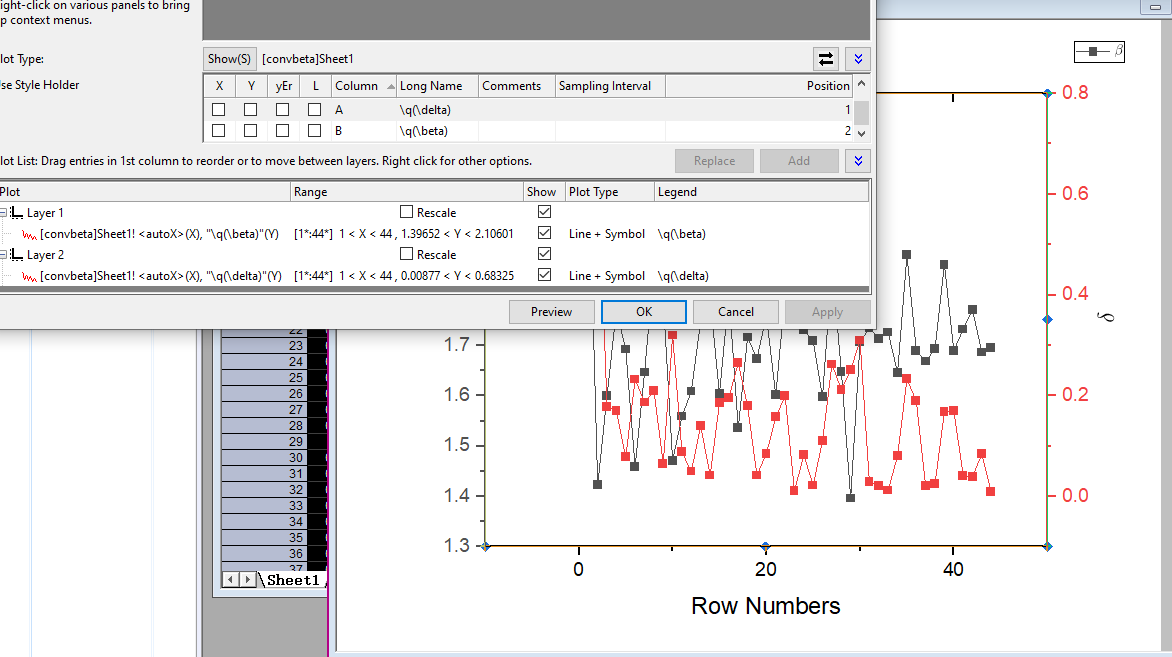 ight-click on various panels to bring
p context menus.
lot Type:
Show(S) [convbeta]Sheet1
se Style Holder
X Y yEr L Column Long Name Comments Sampling Interval Position
A \q(\delta) 1
B \q(\beta) 2
lot List: Drag entries in 1st column to reorder or to move between layers. Right click for other options.
Replace Add
Plot Range Show Plot Type Legend
Layer 1 Rescale
[convbeta]Sheet1! <autoX>(X), "\q(\beta)"(Y) [1*:44*] 1 < X < 44 , 1.39652 < Y < 2.10601 Line + Symbol \q(\beta)
Layer 2 Rescale
[convbeta]Sheet1! <autoX>(X), "\q(\delta)"(Y) [1*:44*] 1 < X < 44 , 0.00877 < Y < 0.68325 Line + Symbol \q(\delta)
Preview OK Cancel Apply
22
23
24
25
26
27
28
29
30
31
32
33
34
35
36
37
Sheet1
β
0.8
0.6
0.4
0.2
0.0
δ
1.7
1.6
1.5
1.4
1.3
0 20 40
Row Numbers